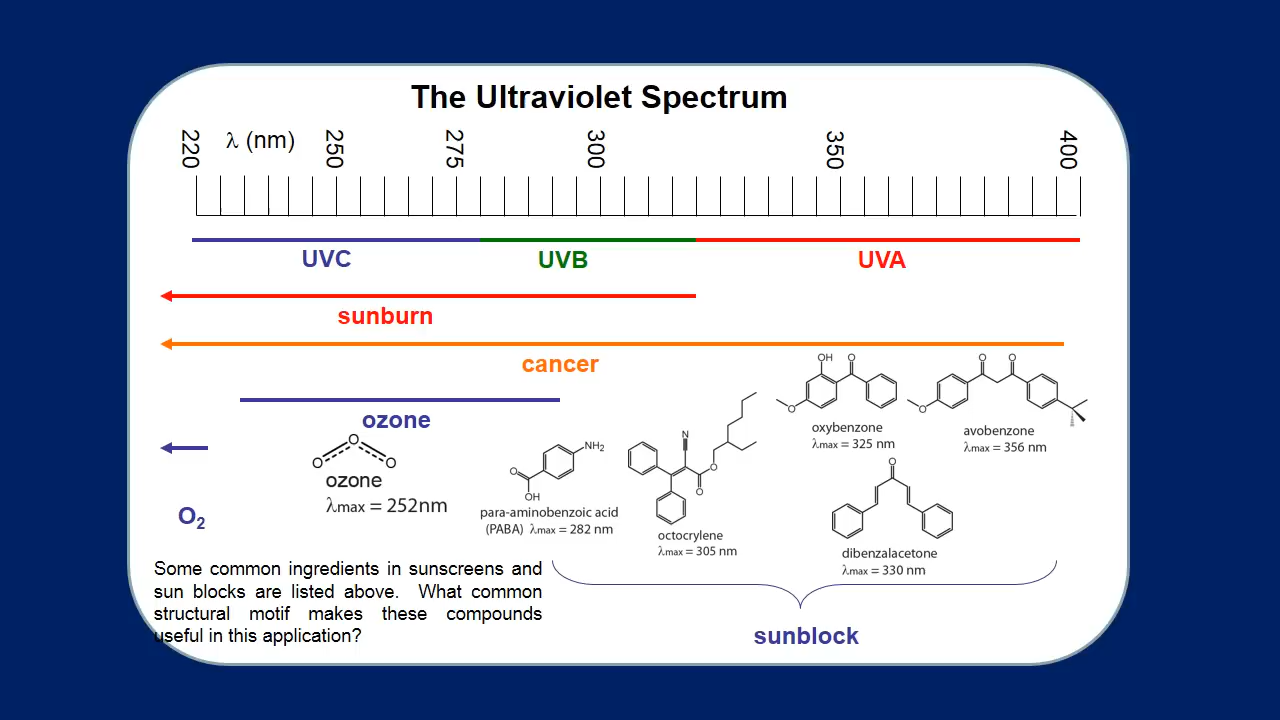 The Ultraviolet Spectrum
220 λ (nm) 250 275 300 350 400
UVC UVB UVA
sunburn
cancer
ozone
OH O
O
oxybenzone
λmax = 325 nm
O O
O
avobenzone
λmax = 356 nm
O
O O
ozone
λmax = 252nm
NH2
O
OH
para-aminobenzoic acid
(PABA) λmax = 282 nm
N
O
O
octocrylene
λmax = 305 nm
O
dibenzalacetone
λmax = 330 nm
O2
Some common ingredients in sunscreens and
sun blocks are listed above. What common
structural motif makes these compounds
useful in this application?
sunblock